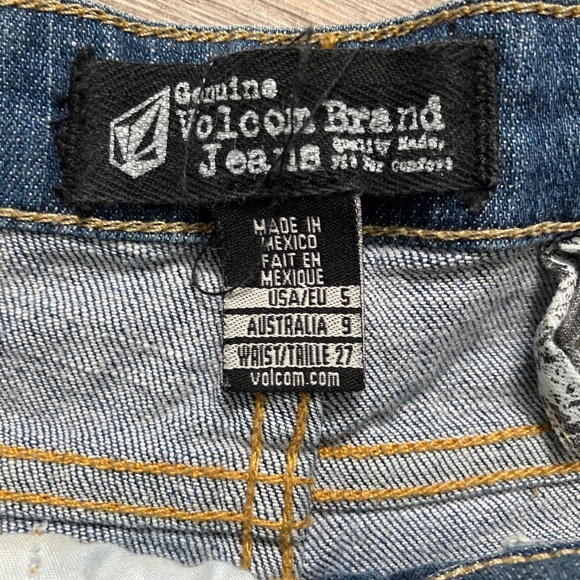 Genuine
Volcom Brand
Jeans Quality Made,
Fit for Comfort
MADE IN
MEXICO
FAIT EN
MEXIQUE
USA/EU 5
AUSTRALIA 9
WAIST/TAILLE 27
volcom.com